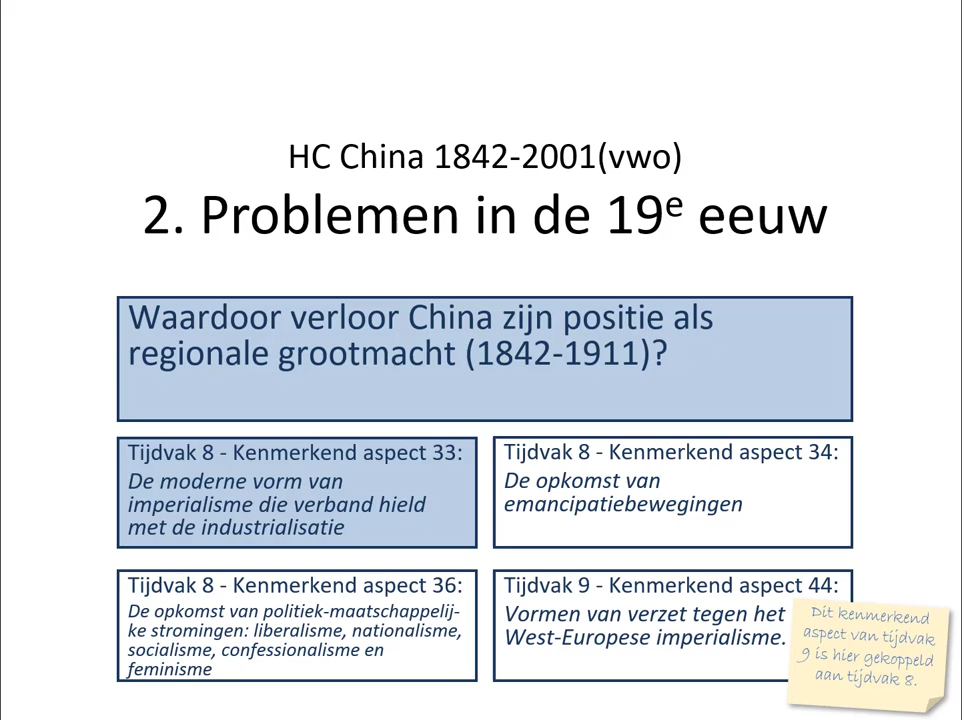 HC China 1842-2001(vwo)
2. Problemen in de 19e eeuw
Waardoor verloor China zijn positie als
regionale grootmacht (1842-1911)?
Tijdvak 8 - Kenmerkend aspect 33:
De moderne vorm van
imperialisme die verband hield
met de industrialisatie
Tijdvak 8 - Kenmerkend aspect 34:
De opkomst van
emancipatiebewegingen
Tijdvak 8 - Kenmerkend aspect 36:
De opkomst van politiek-maatschappelij-
ke stromingen: liberalisme, nationalisme,
socialisme, confessionalisme en
feminisme
Tijdvak 9 - Kenmerkend aspect 44:
Vormen van verzet tegen het
West-Europese imperialisme.
Dit kenmerkend
aspect van tijdvak
9 is hier gekoppeld
aan tijdvak 8.